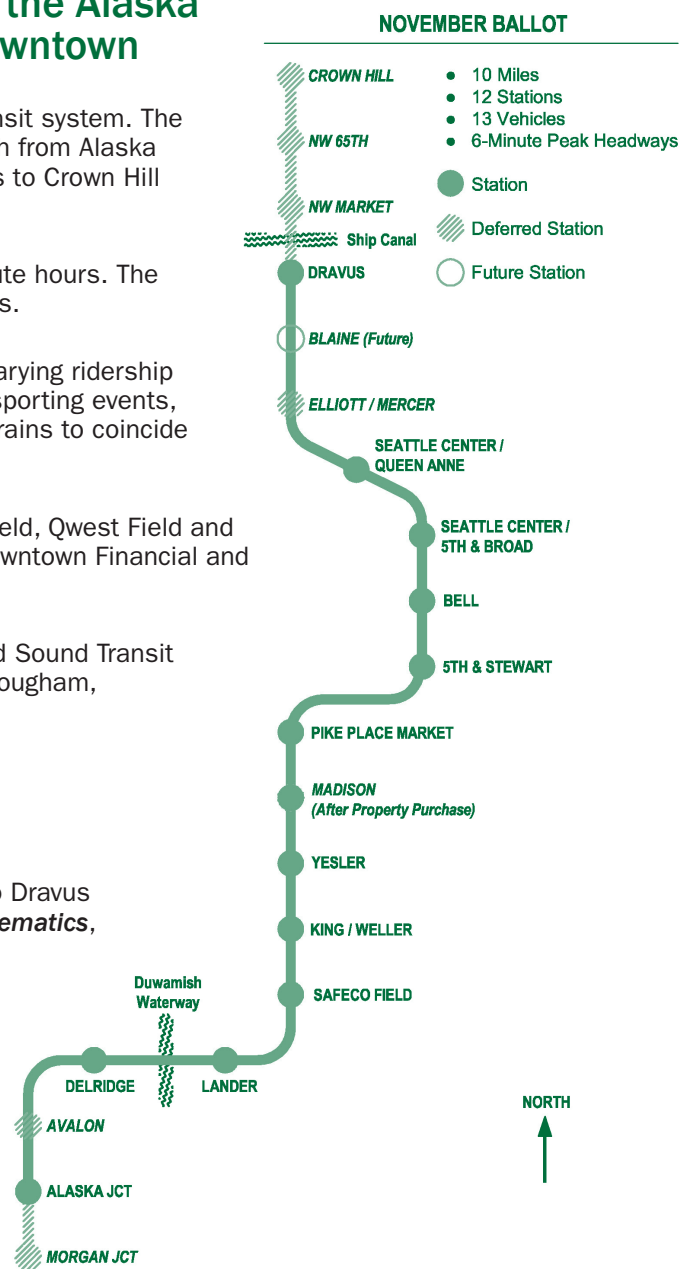 the Alaska
wntown
nsit system. The
n from Alaska
s to Crown Hill
ute hours. The
s.
arying ridership
sporting events,
rains to coincide
eld, Qwest Field and
owntown Financial and
d Sound Transit
ougham,
o Dravus
ematics,
NOVEMBER BALLOT
• 10 Miles
• 12 Stations
• 13 Vehicles
• 6-Minute Peak Headways
Station
Deferred Station
Future Station
CROWN HILL
NW 65TH
NW MARKET
Ship Canal
DRAVUS
BLAINE (Future)
ELLIOTT / MERCER
SEATTLE CENTER /
QUEEN ANNE
SEATTLE CENTER /
5TH & BROAD
BELL
5TH & STEWART
PIKE PLACE MARKET
MADISON
(After Property Purchase)
YESLER
KING / WELLER
SAFECO FIELD
Duwamish
Waterway
DELRIDGE
LANDER
AVALON
ALASKA JCT
MORGAN JCT
NORTH